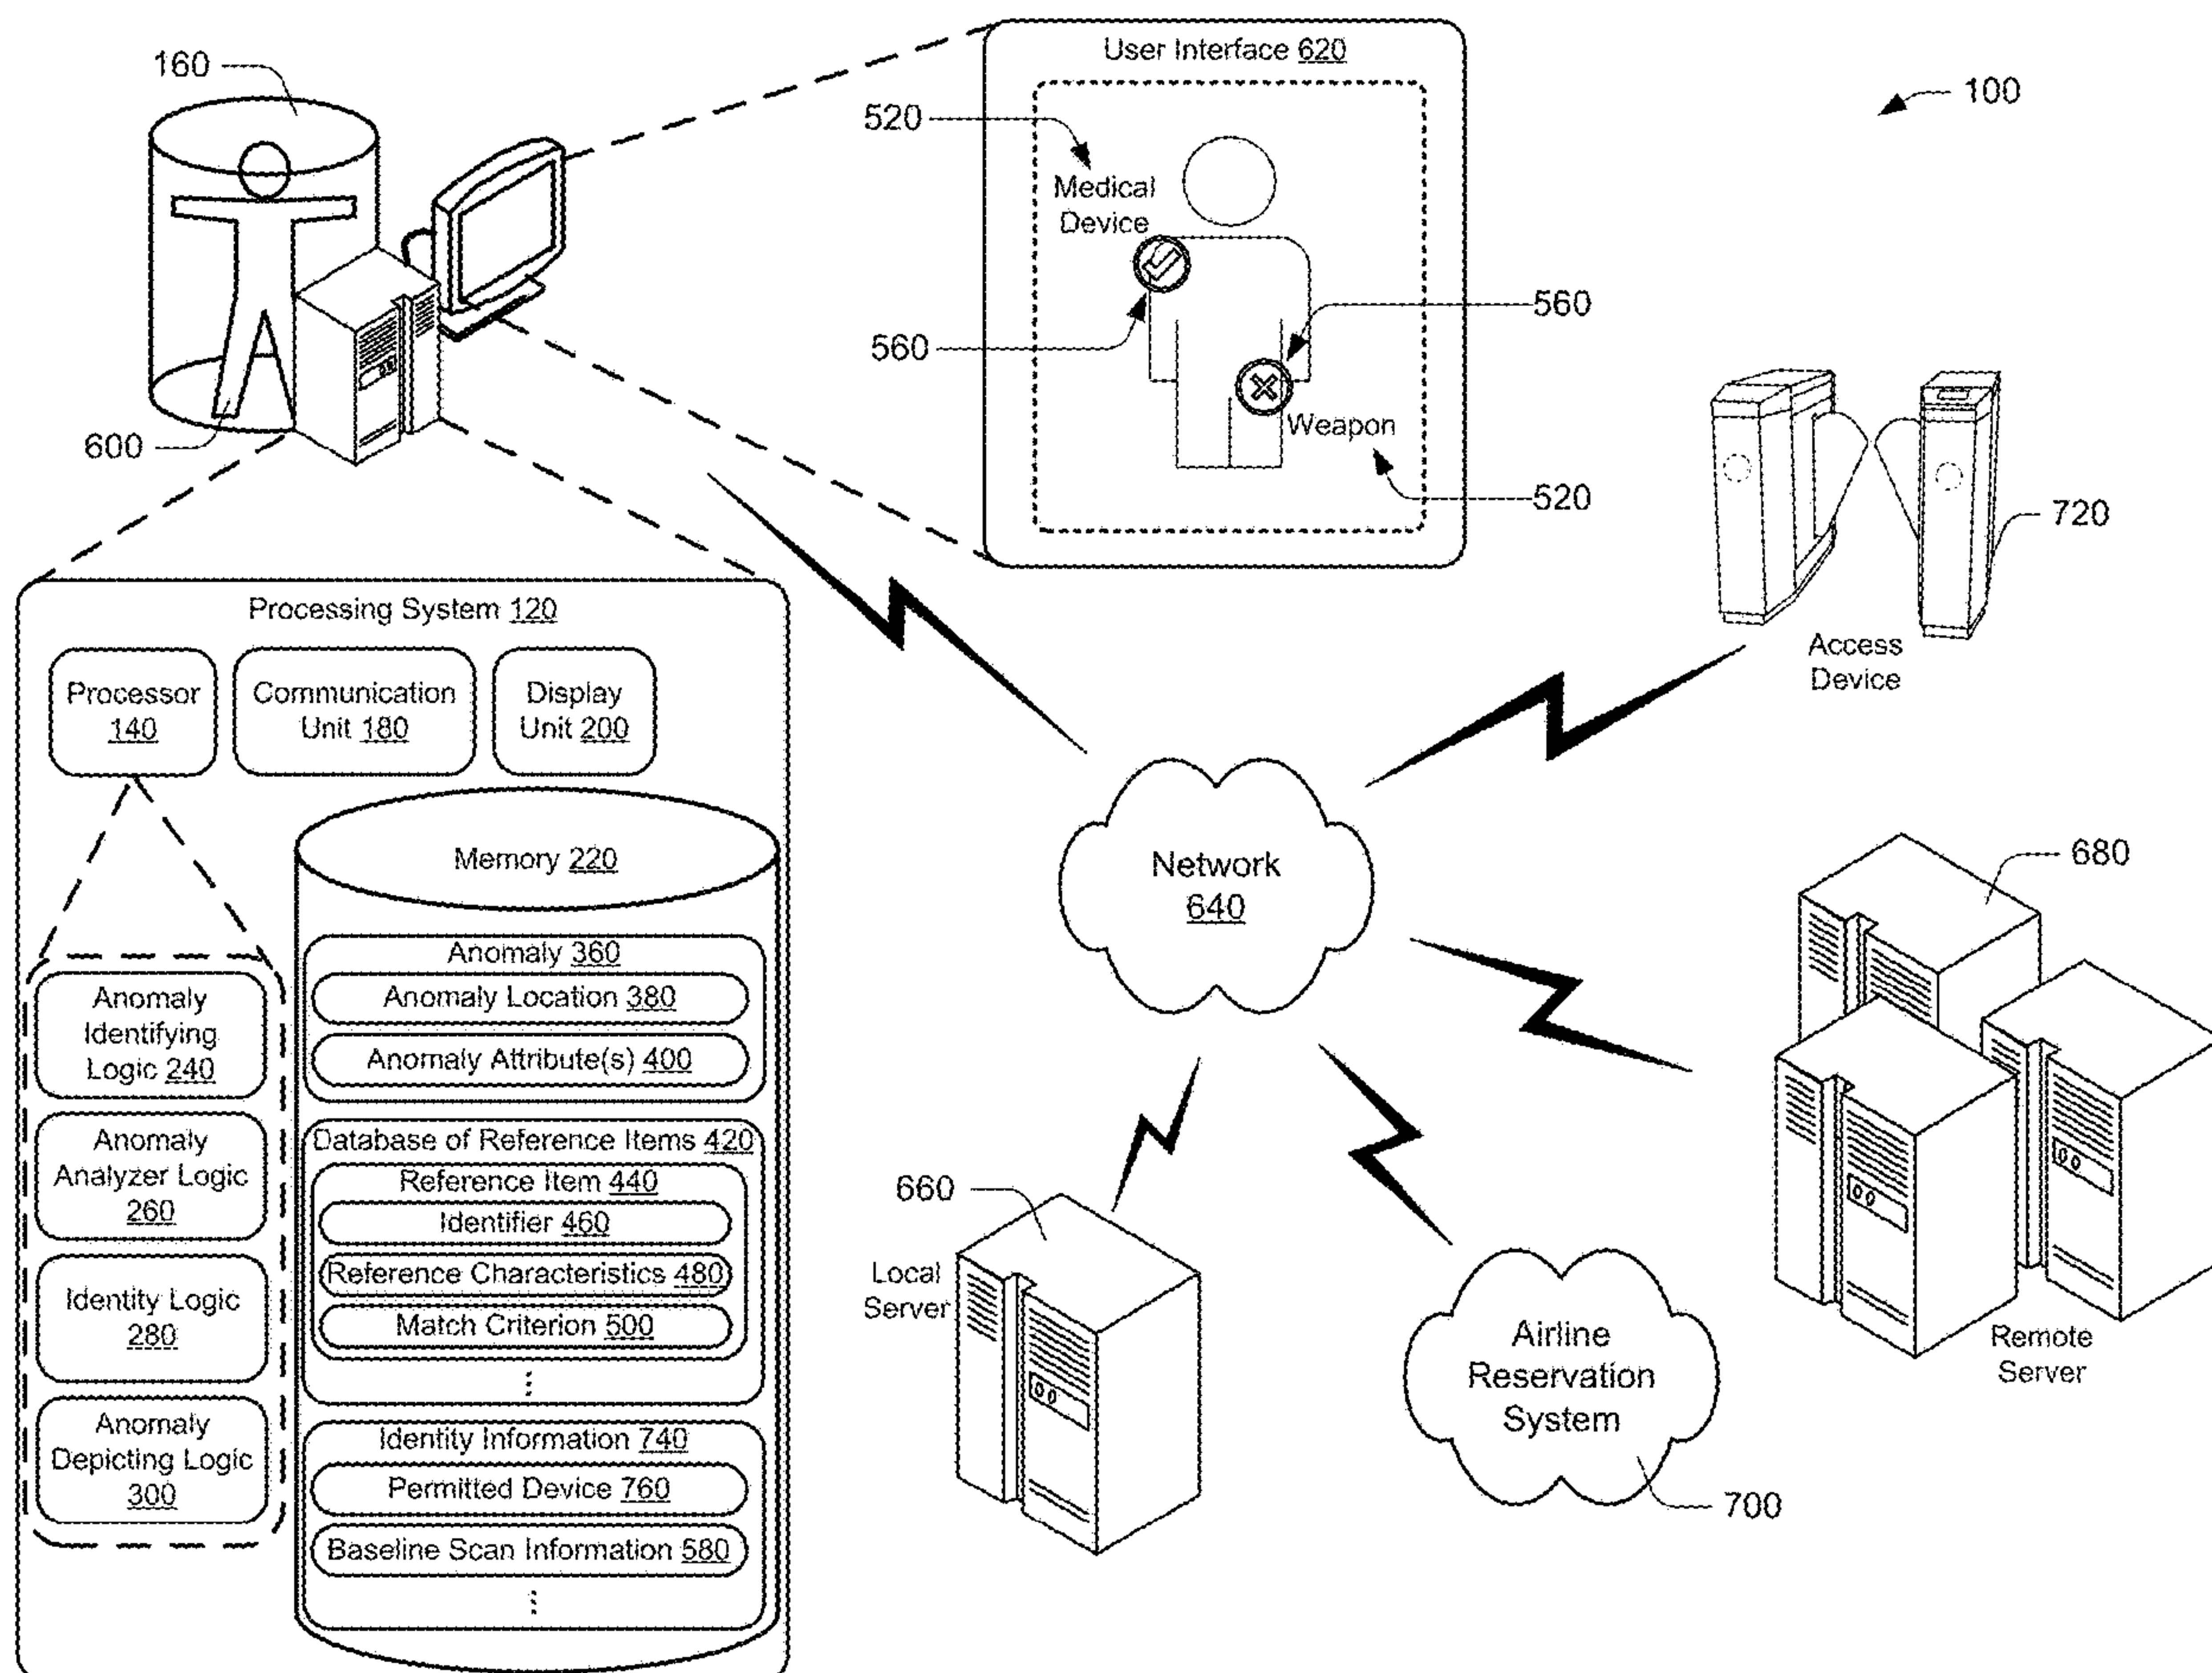 160
600
User Interface 620
520
Medical
Device
560
560
Weapon
520
100
720
Access
Device
Processing System 120
Processor
140
Communication
Unit 180
Display
Unit 200
Memory 220
Anomaly
Identifying
Logic 240
Anomaly
Analyzer Logic
260
Identity Logic
280
Anomaly
Depicting Logic
300
Anomaly 360
Anomaly Location 380
Anomaly Attribute(s) 400
Database of Reference Items 420
Reference Item 440
Identifier 460
Reference Characteristics 480
Match Criterion 500
Identity Information 740
Permitted Device 760
Baseline Scan Information 580
Network
640
680
Remote
Server
660
Local
Server
Airline
Reservation
System
700